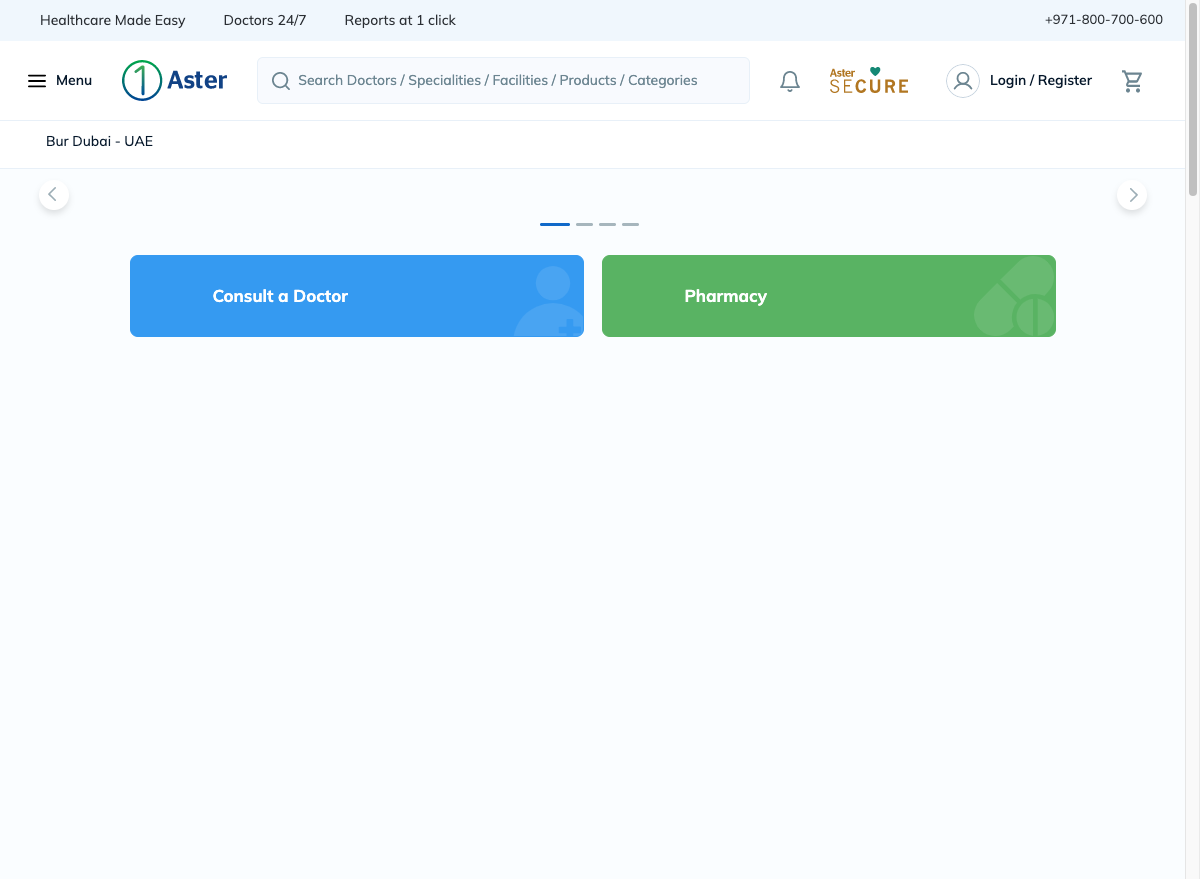 Healthcare Made Easy
Doctors 24/7
Reports at 1 click
+971-800-700-600
Menu
1 Aster
Search Doctors / Specialities / Facilities / Products / Categories
Aster
SECURE
Login / Register
Bur Dubai - UAE
Consult a Doctor
Pharmacy